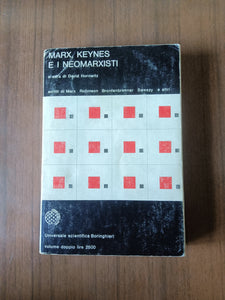 MARX, KEYNES
E I NEOMARXISTI
a cura di David Horowitz
scritti di Marx Robinson Bronfenbrenner Sweezy e altri
Universale scientifica Boringhieri
volume doppio lire 2500